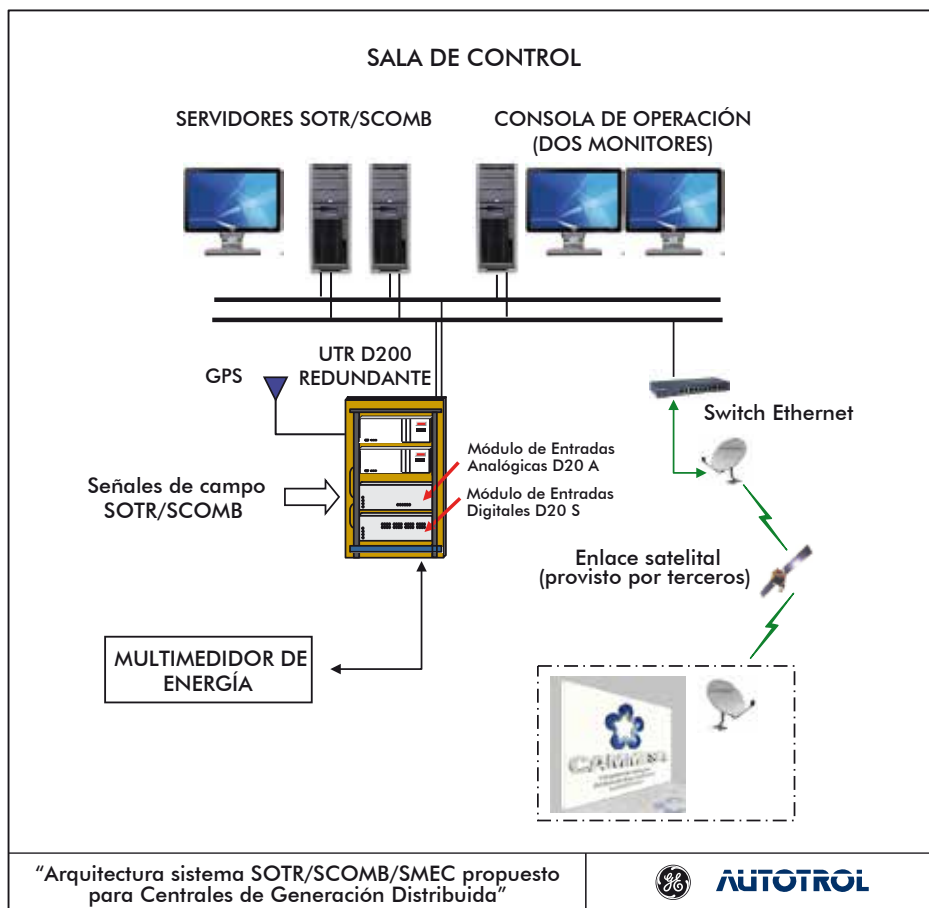 SALA DE CONTROL
SERVIDORES SOTR/SCOMB
CONSOLA DE OPERACIÓN
(DOS MONITORES)
UTR D200
REDUNDANTE
GPS
Switch Ethernet
Módulo de Entradas
Analógicas D20 A
Módulo de Entradas
Digitales D20 S
Señales de campo
SOTR/SCOMB
Enlace satelital
(provisto por terceros)
MULTIMEDIDOR DE
ENERGÍA
CAMMESA
“Arquitectura sistema SOTR/SCOMB/SMEC propuesto
para Centrales de Generación Distribuida”
GE
AUTOTROL